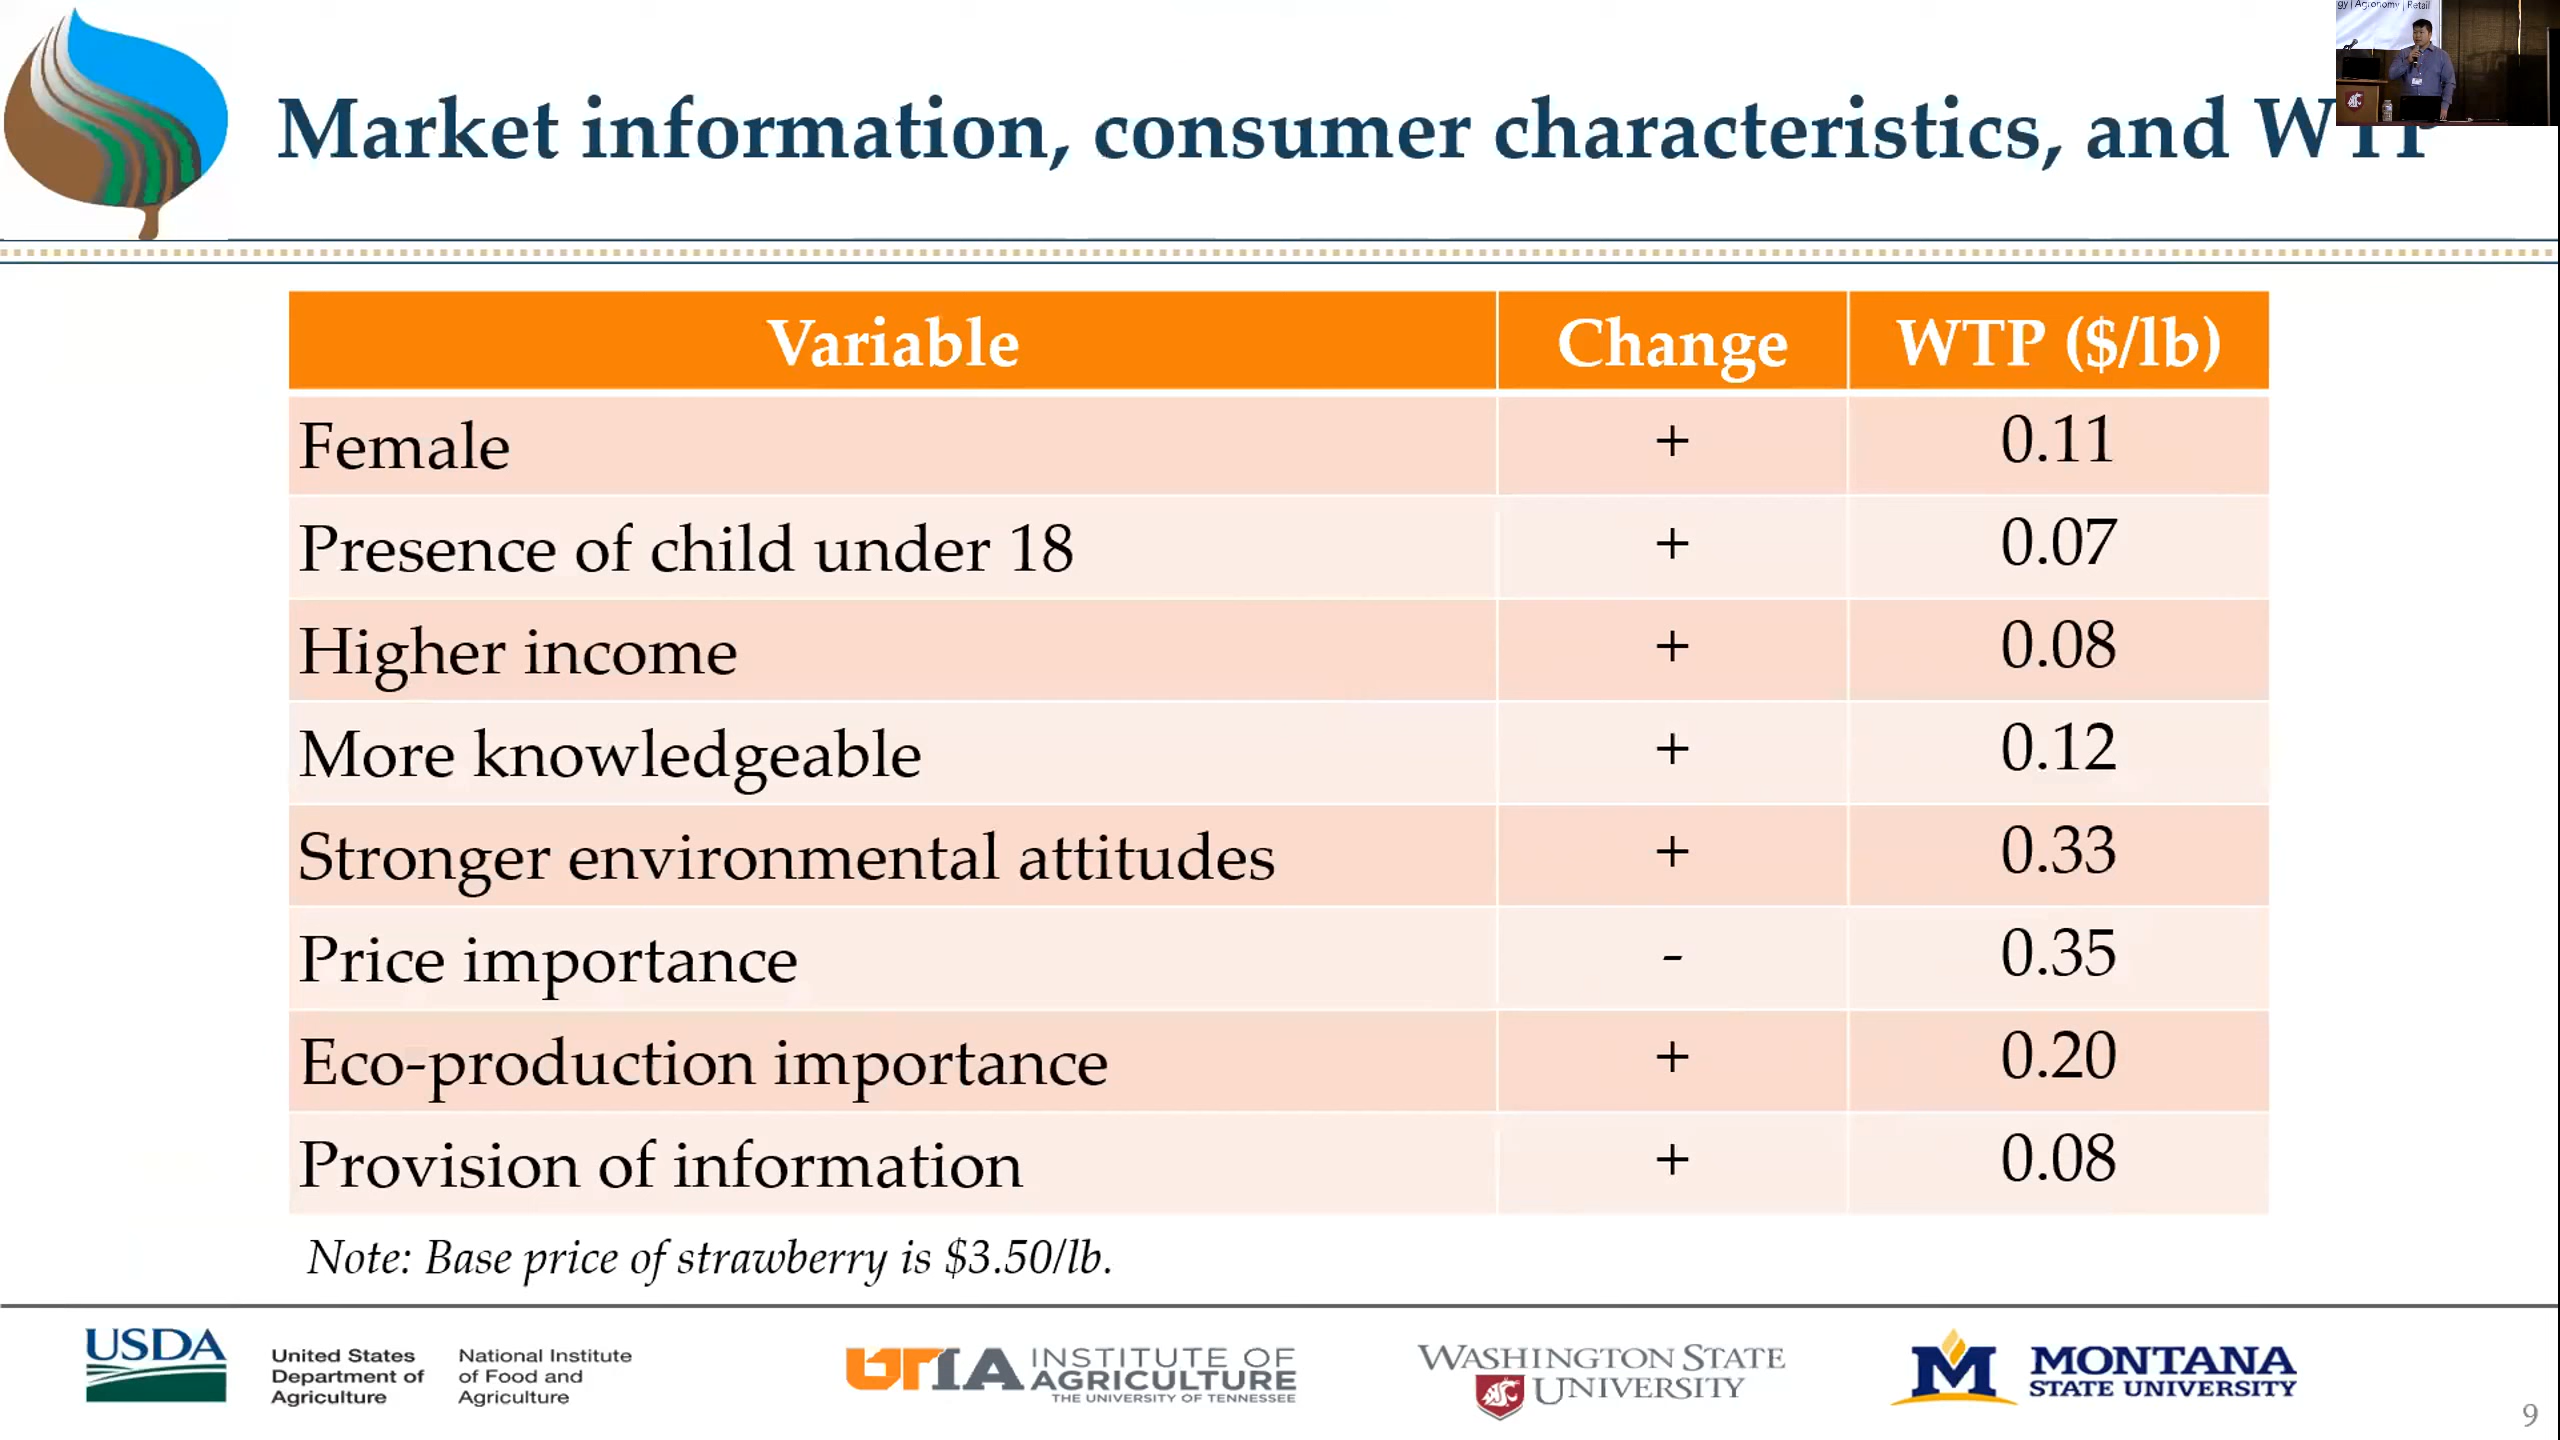 gy | Agronomy | Retail
Market information, consumer characteristics, and WTP
Variable Change WTP ($/lb)
Female + 0.11
Presence of child under 18 + 0.07
Higher income + 0.08
More knowledgeable + 0.12
Stronger environmental attitudes + 0.33
Price importance - 0.35
Eco-production importance + 0.20
Provision of information + 0.08
Note: Base price of strawberry is $3.50/lb.
USDA
United States
Department of
Agriculture
National Institute
of Food and
Agriculture
UTIA INSTITUTE OF
AGRICULTURE
THE UNIVERSITY OF TENNESSEE
WASHINGTON STATE
UNIVERSITY
M MONTANA
STATE UNIVERSITY
9